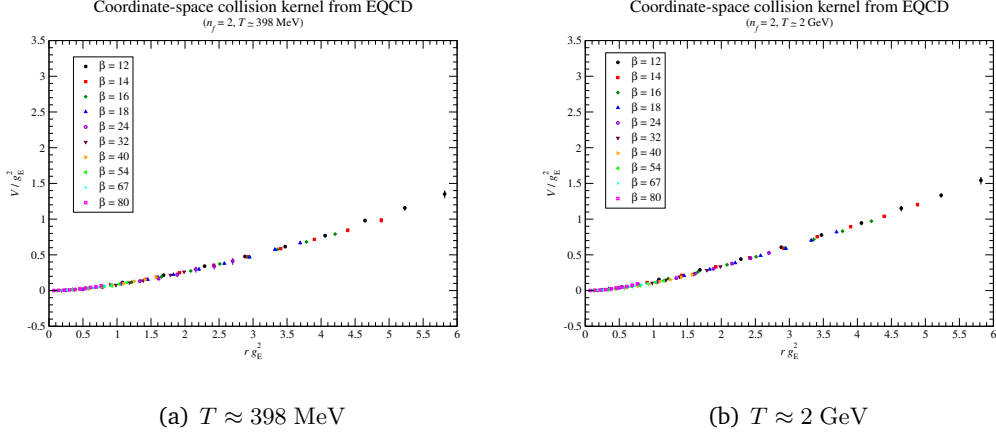 Coordinate-space collision kernel from EQCD
(n_f = 2, T ≈ 398 MeV)
3.5
3
2.5
2
1.5
1
0.5
0
-0.5
V / g_E^2
β = 12
β = 14
β = 16
β = 18
β = 24
β = 32
β = 40
β = 54
β = 67
β = 80
0 0.5 1 1.5 2 2.5 3 3.5 4 4.5 5 5.5 6
r g_E^2
(a) T ≈ 398 MeV
Coordinate-space collision kernel from EQCD
(n_f = 2, T ≈ 2 GeV)
3.5
3
2.5
2
1.5
1
0.5
0
-0.5
V / g_E^2
β = 12
β = 14
β = 16
β = 18
β = 24
β = 32
β = 40
β = 54
β = 67
β = 80
0 0.5 1 1.5 2 2.5 3 3.5 4 4.5 5 5.5 6
r g_E^2
(b) T ≈ 2 GeV